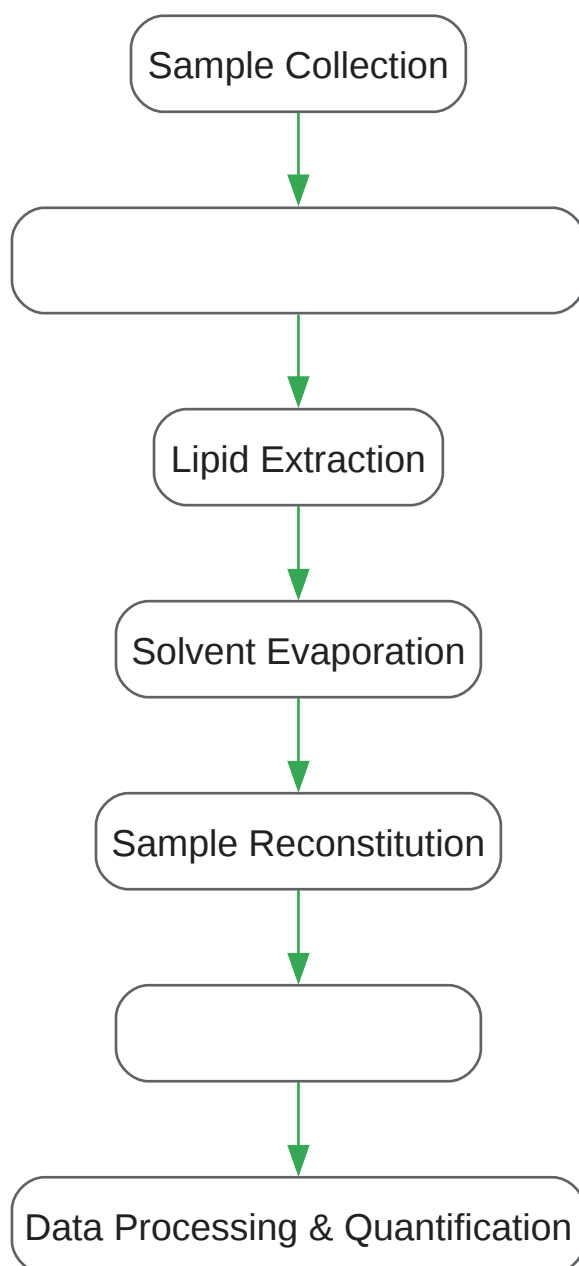 Sample Collection
Lipid Extraction
Solvent Evaporation
Sample Reconstitution
Data Processing & Quantification